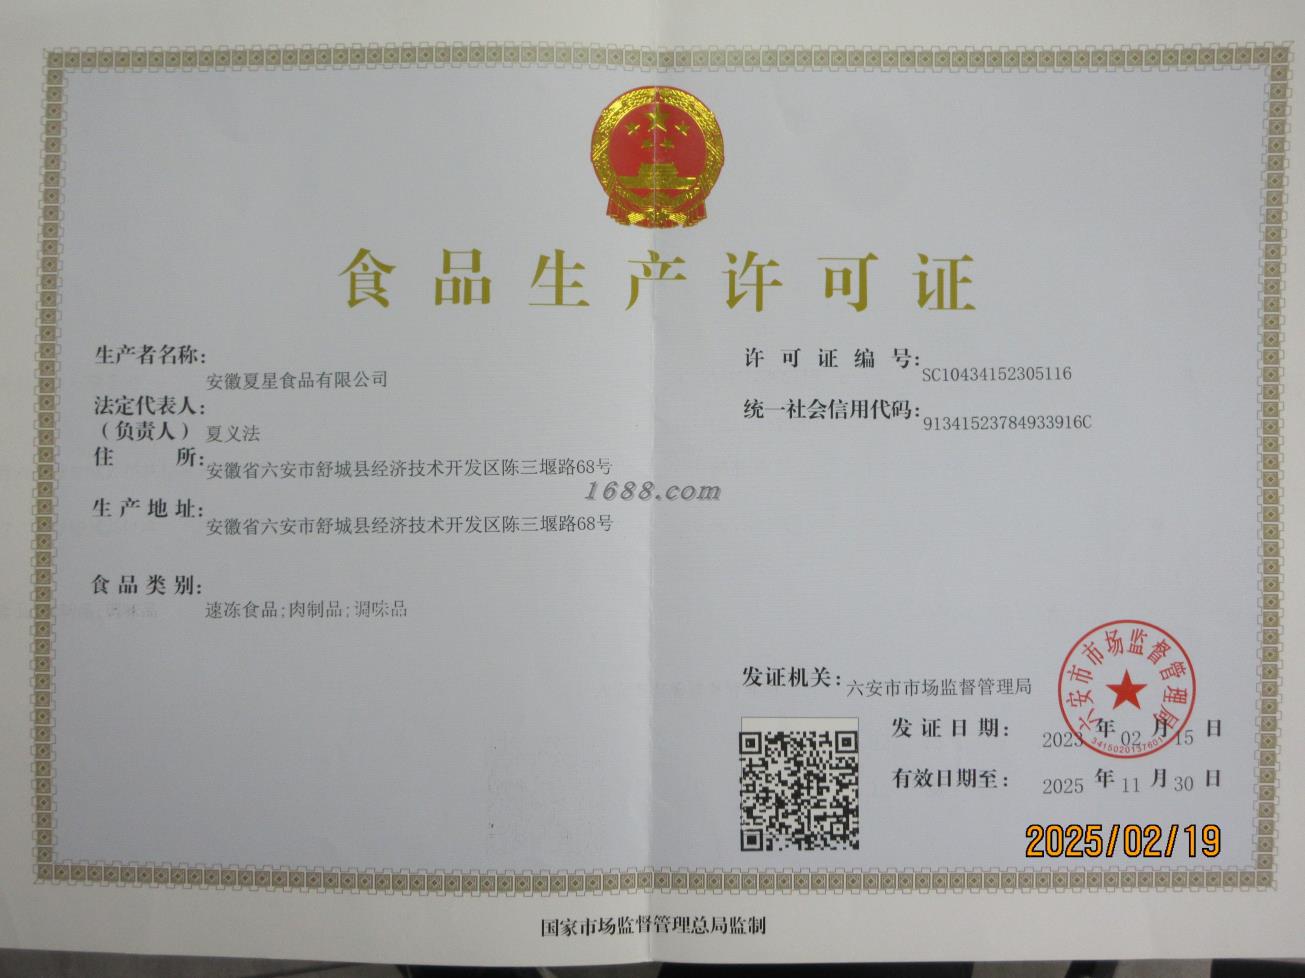 食品生产许可证
生产者名称:
安徽夏星食品有限公司
法定代表人:
(负责人) 夏义法
住 所:
安徽省六安市舒城县经济技术开发区陈三堰路68号
生产地址:
安徽省六安市舒城县经济技术开发区陈三堰路68号
食品类别:
速冻食品;肉制品;调味品
许可证编号:
SC10434152305116
统一社会信用代码:
91341523784933916C
1688.com
发证机关: 六安市市场监督管理局
六安市市场监督管理局
3415020137601
发证日期: 2023 年 02 月 15 日
有效日期至: 2025 年 11 月 30 日
2025/02/19
国家市场监督管理总局监制